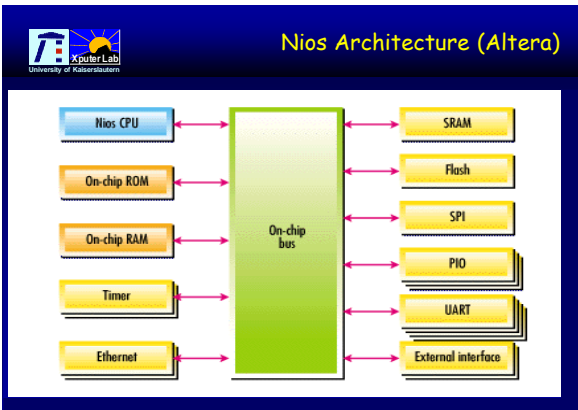 Nios Architecture (Altera)
Xputer Lab
University of Kaiserslautern
Nios CPU
On-chip ROM
On-chip RAM
Timer
Ethernet
On-chip
bus
SRAM
Flash
SPI
PIO
UART
External interface